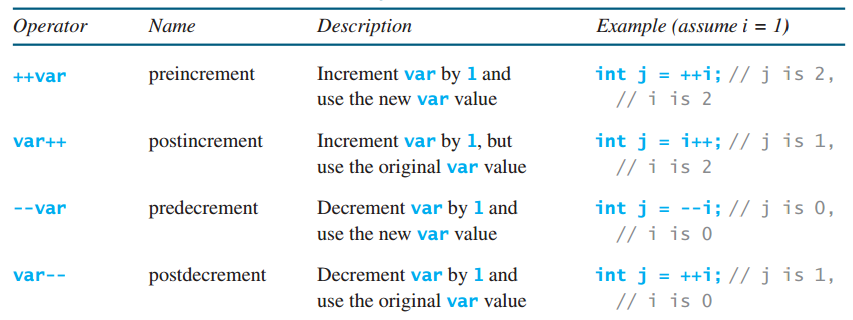 Operator Name Description Example (assume i = 1)
++var preincrement Increment var by 1 and int j = ++i; // j is 2,
use the new var value // i is 2
var++ postincrement Increment var by 1, but int j = i++; // j is 1,
use the original var value // i is 2
--var predecrement Decrement var by 1 and int j = --i; // j is 0,
use the new var value // i is 0
var-- postdecrement Decrement var by 1 and int j = ++i; // j is 1,
use the original var value // i is 0